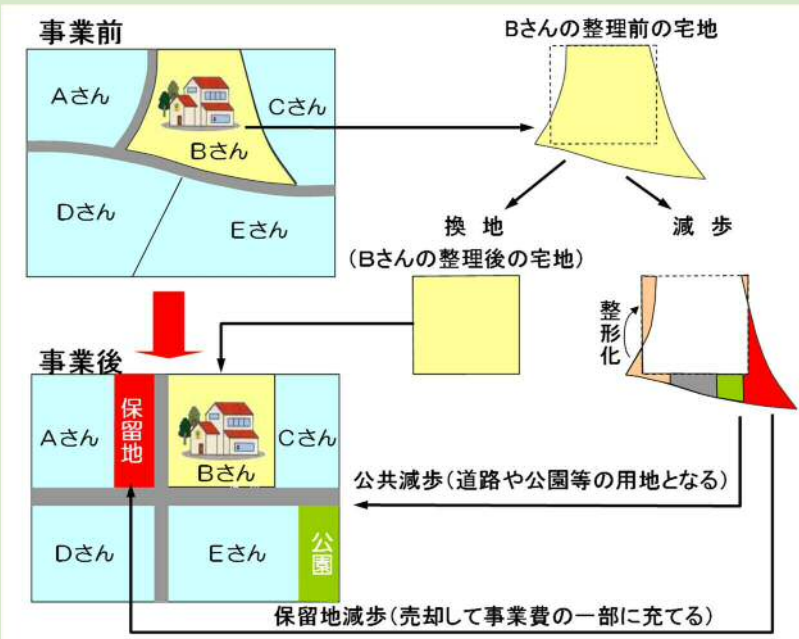 事業前
Aさん
Bさん
Cさん
Dさん
Eさん
Bさんの整理前の宅地
換 地
(Bさんの整理後の宅地)
減 歩
整形化
事業後
Aさん
保留地
Bさん
Cさん
Dさん
Eさん
公園
公共減歩(道路や公園等の用地となる)
保留地減歩(売却して事業費の一部に充てる)